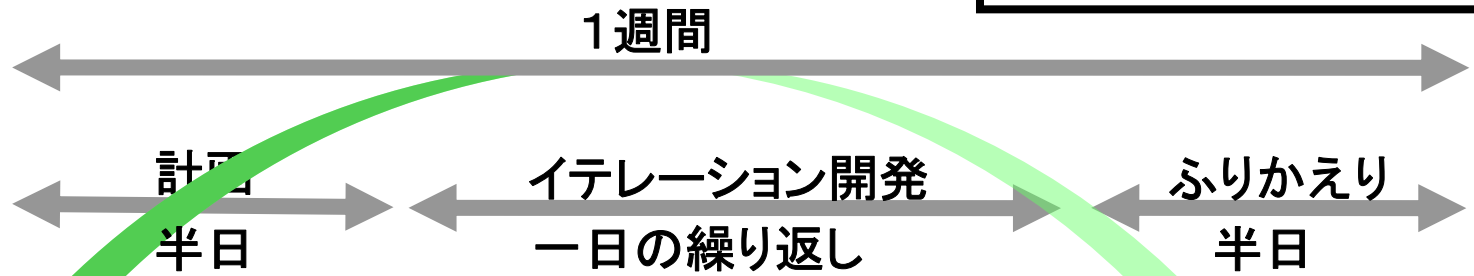 1週間
計画
イテレーション開発
ふりかえり
半日
一日の繰り返し
半日